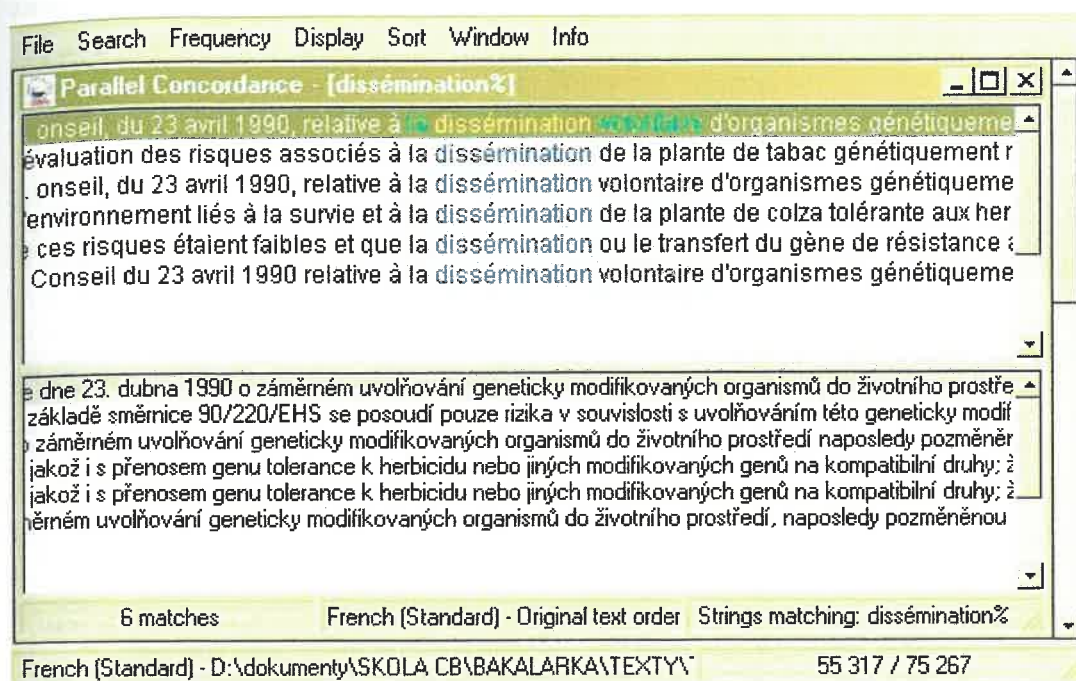 File Search Frequency Display Sort Window Info
Parallel Concordance - [dissémination%]
onseil, du 23 avril 1990, relative à la dissémination volontaire d'organismes génétiqueme
évaluation des risques associés à la dissémination de la plante de tabac génétiquement r
onseil, du 23 avril 1990, relative à la dissémination volontaire d'organismes génétiqueme
'environnement liés à la survie et à la dissémination de la plante de colza tolérante aux her
e ces risques étaient faibles et que la dissémination ou le transfert du gène de résistance a
Conseil du 23 avril 1990 relative à la dissémination volontaire d'organismes génétiqueme
e dne 23. dubna 1990 o záměrném uvolňování geneticky modifikovaných organismů do životního prostře
základě směrnice 90/220/EHS se posoudí pouze rizika v souvislosti s uvolňováním této geneticky modif
o záměrném uvolňování geneticky modifikovaných organismů do životního prostředí naposledy pozměněr
jakož i s přenosem genu tolerance k herbicidu nebo jiných modifikovaných genů na kompatibilní druhy; ž
jakož i s přenosem genu tolerance k herbicidu nebo jiných modifikovaných genů na kompatibilní druhy; ž
něrném uvolňování geneticky modifikovaných organismů do životního prostředí, naposledy pozměněnou
6 matches French (Standard) - Original text order Strings matching: dissémination%
French (Standard) - D:\dokumenty\SKOLA CB\BAKALARKA\TEXTY\ 55 317 / 75 267